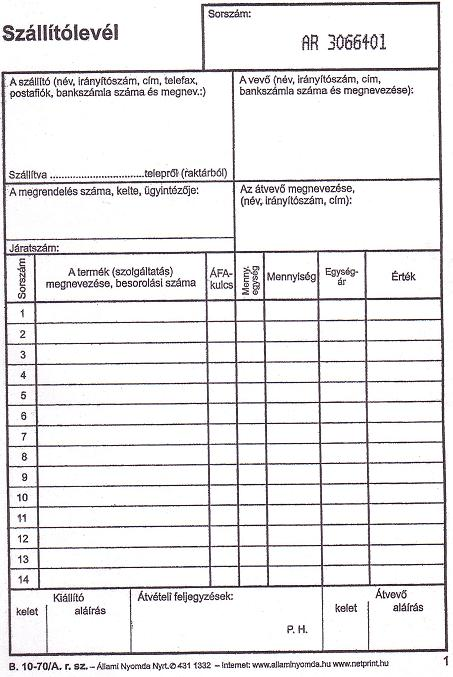 Szállítólevél
Sorszám:
AR 3066401
A szállító (név, irányítószám, cím, telefax,
postafiók, bankszámla száma és megnev.:)
Szállítva ............................telepről (raktárból)
A vevő (név, irányítószám, cím,
bankszámla száma és megnevezése):
A megrendelés száma, kelte, ügyintézője:
Az átvevő megnevezése,
(név, irányítószám, cím):
Járatszám:
Sorszám
A termék (szolgáltatás)
megnevezése, besorolási száma
ÁFA-
kulcs
Menny.
egység
Mennyiség
Egység-
ár
Érték
1
2
3
4
5
6
7
8
9
10
11
12
13
14
Kiállító
kelet aláírás
Átvételi feljegyzések:
P. H.
Átvevő
kelet aláírás
B. 10-70/A. r. sz. – Állami Nyomda Nyrt. ✆ 431 1332 – Internet: www.allaminyomda.hu www.netprint.hu
1